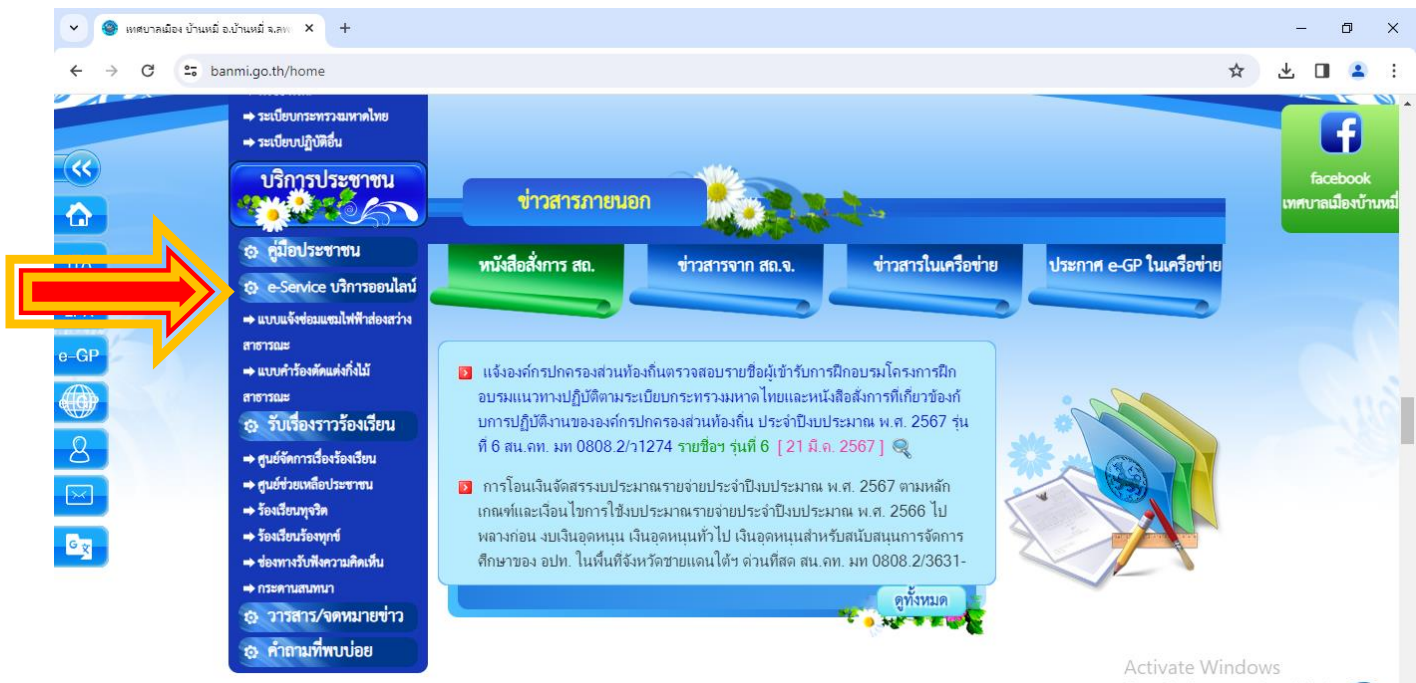 เทศบาลเมือง บ้านหมี่ อ.บ้านหมี่ จ.ลพ
banmi.go.th/home
ระเบียบกระทรวงมหาดไทย
ระเบียบปฏิบัติอื่น
บริการประชาชน
คู่มือประชาชน
e-Service บริการออนไลน์
แบบแจ้งซ่อมแซมไฟฟ้าส่องสว่าง
สาธารณะ
แบบคำร้องตัดแต่งกิ่งไม้
สาธารณะ
รับเรื่องราวร้องเรียน
ศูนย์จัดการเรื่องร้องเรียน
ศูนย์ช่วยเหลือประชาชน
ร้องเรียนทุจริต
ร้องเรียนร้องทุกข์
ช่องทางรับฟังความคิดเห็น
กระดานสนทนา
วารสาร/จดหมายข่าว
คำถามที่พบบ่อย
e-GP
ข่าวสารภายนอก
หนังสือสั่งการ สถ.
ข่าวสารจาก สถ.จ.
ข่าวสารในเครือข่าย
ประกาศ e-GP ในเครือข่าย
แจ้งองค์กรปกครองส่วนท้องถิ่นตรวจสอบรายชื่อผู้เข้ารับการฝึกอบรมโครงการฝึก
อบรมแนวทางปฏิบัติตามระเบียบกระทรวงมหาดไทยและหนังสือสั่งการที่เกี่ยวข้องกั
บการปฏิบัติงานขององค์กรปกครองส่วนท้องถิ่น ประจำปีงบประมาณ พ.ศ. 2567 รุ่น
ที่ 6 สน.คท. มท 0808.2/ว1274 รายชื่อฯ รุ่นที่ 6 [ 21 มี.ค. 2567 ]
การโอนเงินจัดสรรงบประมาณรายจ่ายประจำปีงบประมาณ พ.ศ. 2567 ตามหลัก
เกณฑ์และเงื่อนไขการใช้งบประมาณรายจ่ายประจำปีงบประมาณ พ.ศ. 2566 ไป
พลางก่อน งบเงินอุดหนุน เงินอุดหนุนทั่วไป เงินอุดหนุนสำหรับสนับสนุนการจัดการ
ศึกษาของ อปท. ในพื้นที่จังหวัดชายแดนใต้ฯ ด่วนที่สุด สน.คท. มท 0808.2/3631-
ดูทั้งหมด
facebook
เทศบาลเมืองบ้านหมี่
Activate Windows